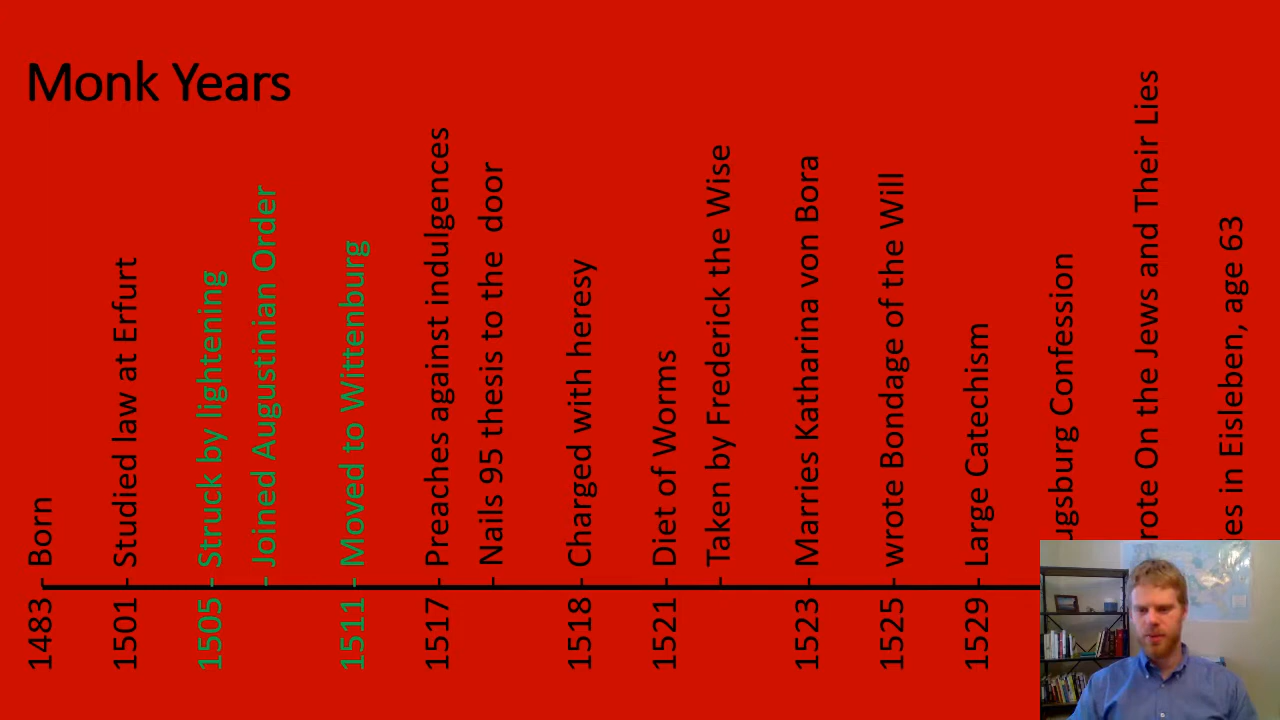 Monk Years
1483 - Born
1501 - Studied law at Erfurt
1505 - Struck by lightening
- Joined Augustinian Order
1511 - Moved to Wittenburg
1517 - Preaches against indulgences
- Nails 95 thesis to the door
1518 - Charged with heresy
1521 - Diet of Worms
- Taken by Frederick the Wise
1523 - Marries Katharina von Bora
1525 - wrote Bondage of the Will
1529 - Large Catechism
ugsburg Confession
rote On the Jews and Their Lies
es in Eisleben, age 63